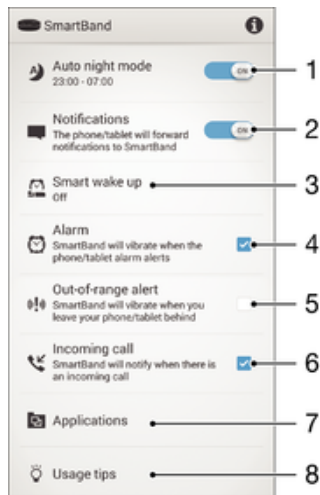 SmartBand
Auto night mode
23:00 - 07:00
ON
1
Notifications
The phone/tablet will forward
notifications to SmartBand
ON
2
Smart wake up
Off
3
Alarm
SmartBand will vibrate when the
phone/tablet alarm alerts
4
Out-of-range alert
SmartBand will vibrate when you
leave your phone/tablet behind
5
Incoming call
SmartBand will notify when there is
an incoming call
6
Applications
7
Usage tips
8